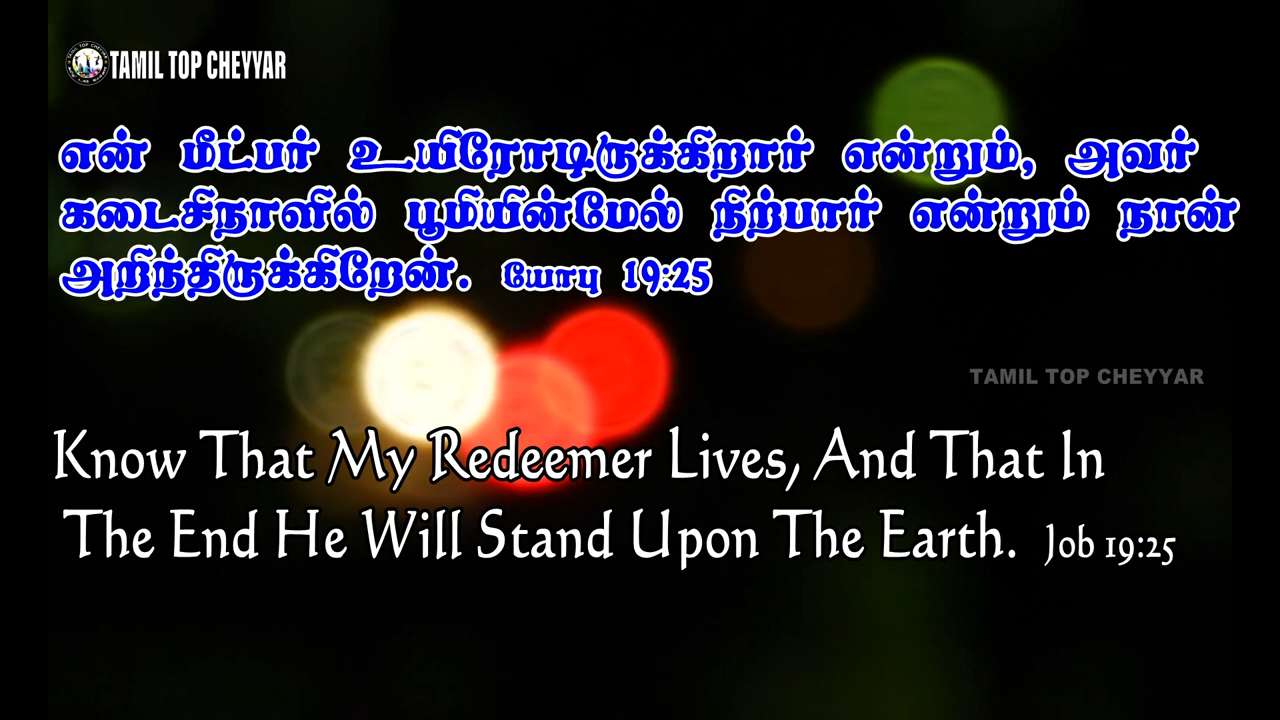 TAMIL TOP CHEYYAR
என் மீட்பர் உயிரோடிருக்கிறார் என்றும், அவர்
கடைசிநாளில் பூமியின்மேல் நிற்பார் என்றும் நான்
அறிந்திருக்கிறேன். யோபு 19:25
TAMIL TOP CHEYYAR
Know That My Redeemer Lives, And That In
The End He Will Stand Upon The Earth. Job 19:25